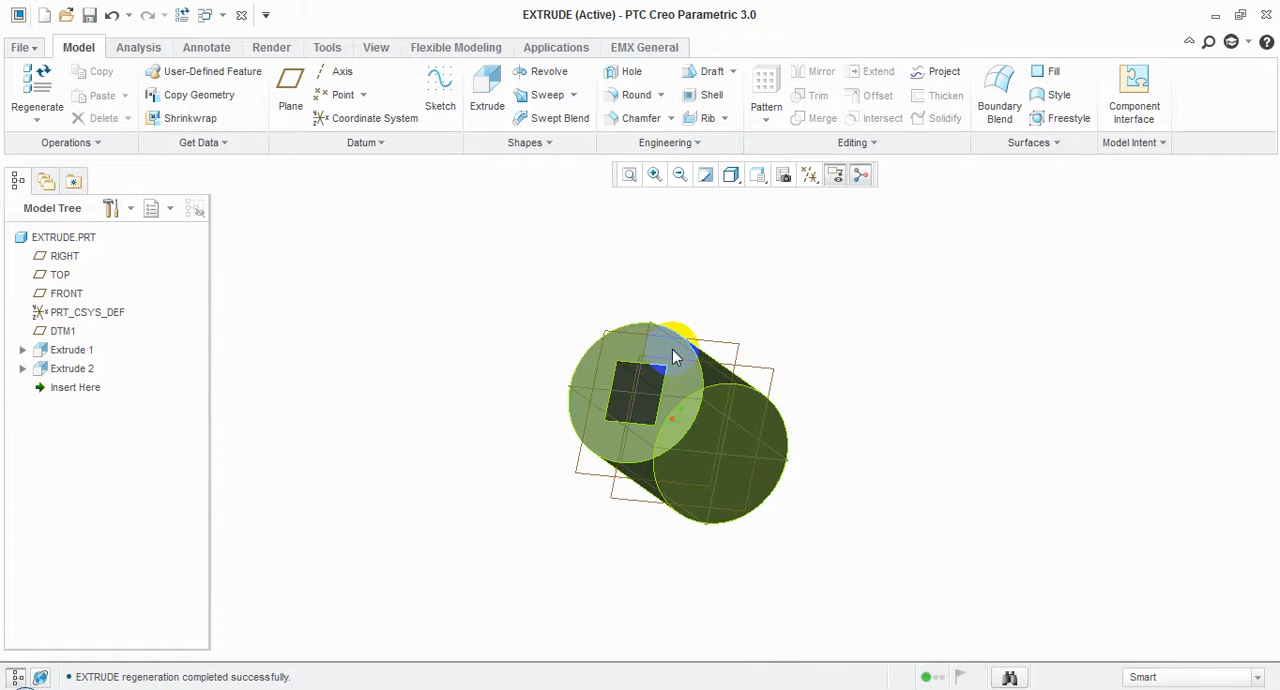 EXTRUDE (Active) - PTC Creo Parametric 3.0
File Model Analysis Annotate Render Tools View Flexible Modeling Applications EMX General
Regenerate Copy Paste Delete
User-Defined Feature Copy Geometry Shrinkwrap
Plane Axis Point Coordinate System Sketch
Extrude Revolve Sweep Swept Blend
Hole Round Chamfer Draft Shell Rib
Pattern Mirror Trim Merge Extend Offset Intersect Project Thicken Solidify
Boundary Blend Fill Style Freestyle
Component Interface
Operations Get Data Datum Shapes Engineering Editing Surfaces Model Intent
Model Tree
EXTRUDE.PRT
RIGHT
TOP
FRONT
PRT_CSYS_DEF
DTM1
Extrude 1
Extrude 2
Insert Here
• EXTRUDE regeneration completed successfully.
Smart